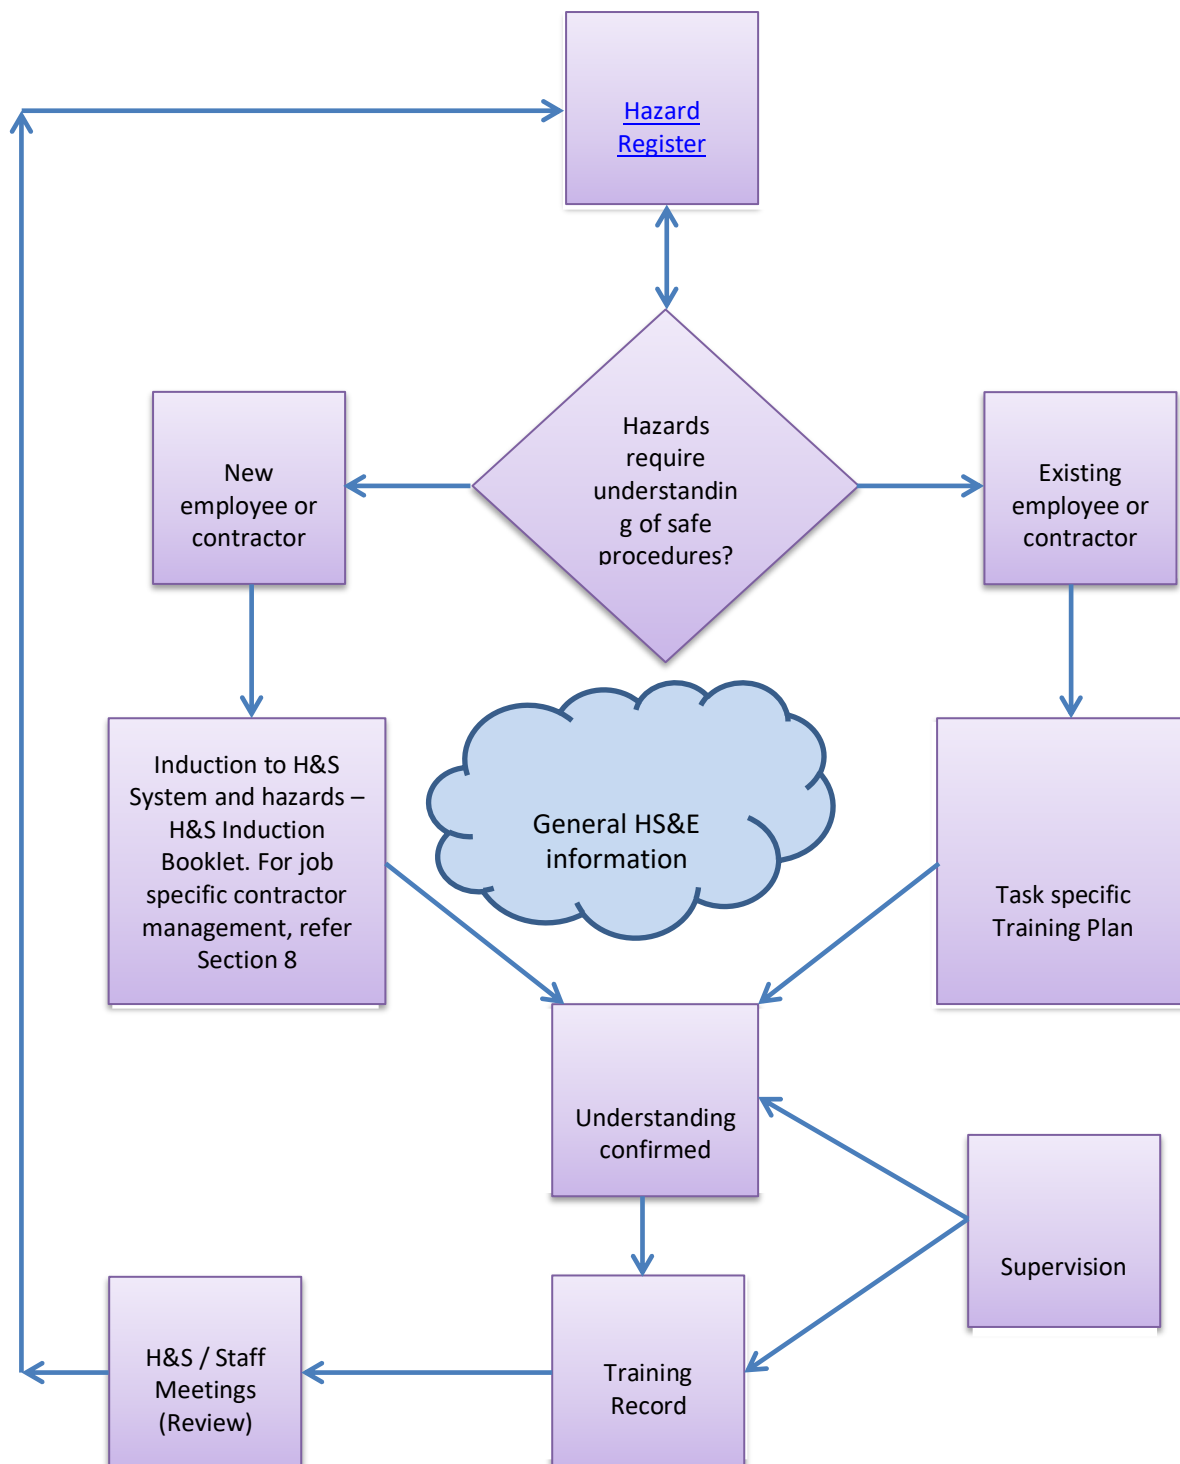 Hazard
Register
Hazards
require
understandin
g of safe
procedures?
New
employee or
contractor
Existing
employee or
contractor
Induction to H&S
System and hazards –
H&S Induction
Booklet. For job
specific contractor
management, refer
Section 8
General HS&E
information
Task specific
Training Plan
Understanding
confirmed
Supervision
H&S / Staff
Meetings
(Review)
Training
Record